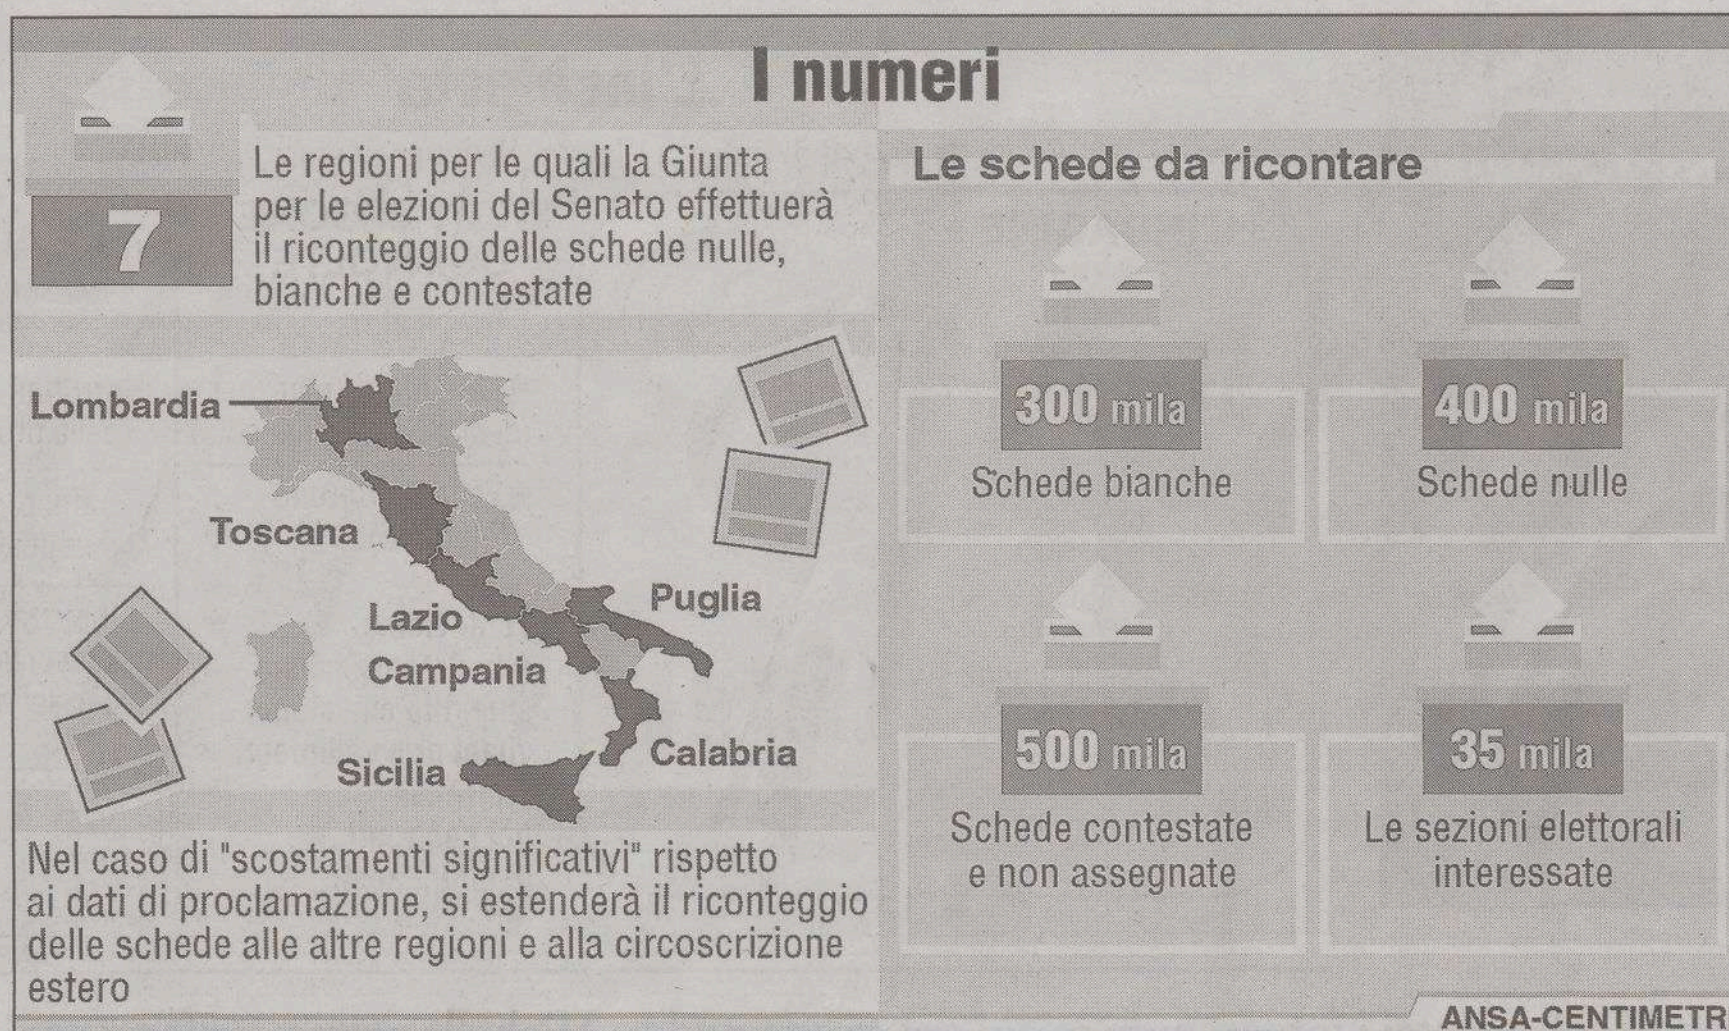 I numeri
7
Le regioni per le quali la Giunta
per le elezioni del Senato effettuerà
il riconteggio delle schede nulle,
bianche e contestate
Lombardia
Toscana
Lazio
Campania
Puglia
Calabria
Sicilia
Nel caso di "scostamenti significativi" rispetto
ai dati di proclamazione, si estenderà il riconteggio
delle schede alle altre regioni e alla circoscrizione
estero
Le schede da ricontare
300 mila
Schede bianche
400 mila
Schede nulle
500 mila
Schede contestate
e non assegnate
35 mila
Le sezioni elettorali
interessate
ANSA-CENTIMETR